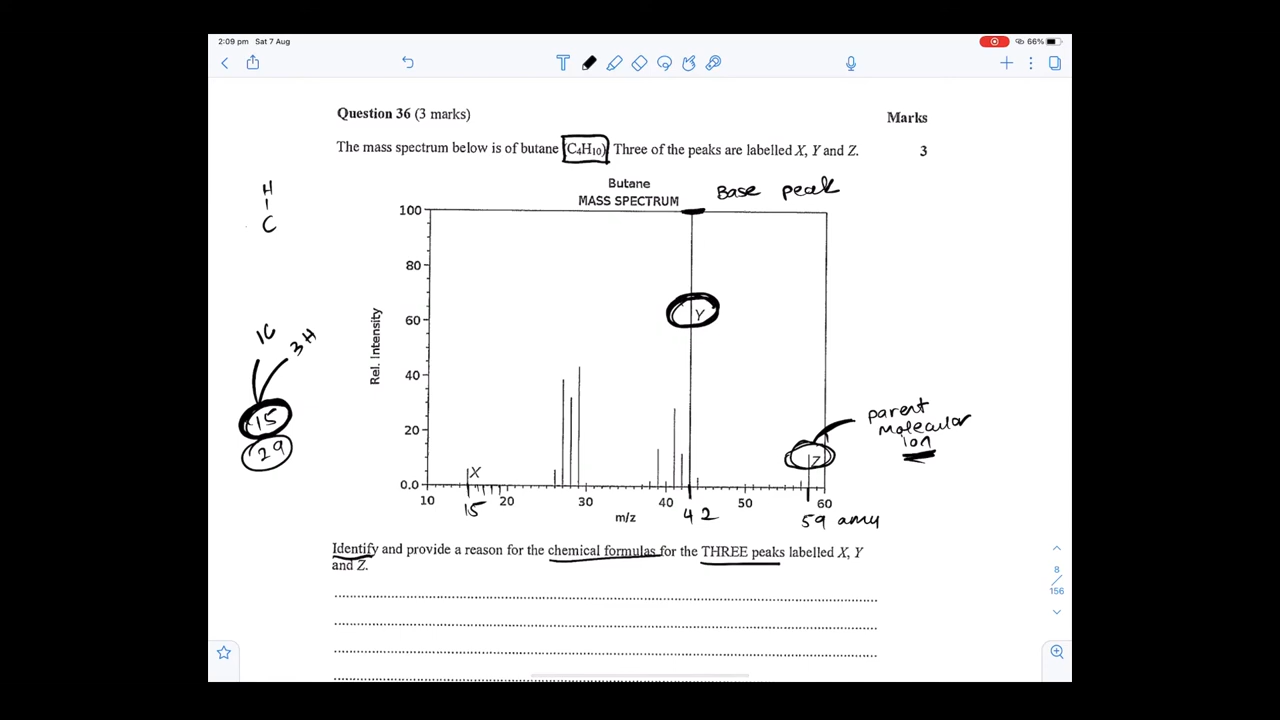 2:09 pm Sat 7 Aug
66%
T
Question 36 (3 marks)
Marks
The mass spectrum below is of butane (C₄H₁₀). Three of the peaks are labelled X, Y and Z.
3
H
C
Butane
MASS SPECTRUM
Base peak
100
80
60
40
20
0.0
Rel. Intensity
Y
1C
3H
15
29
X
Z
parent
molecular
ion
10
20
30
40
50
60
15
42
59 amu
m/z
Identify and provide a reason for the chemical formulas for the THREE peaks labelled X, Y
and Z.
8
156